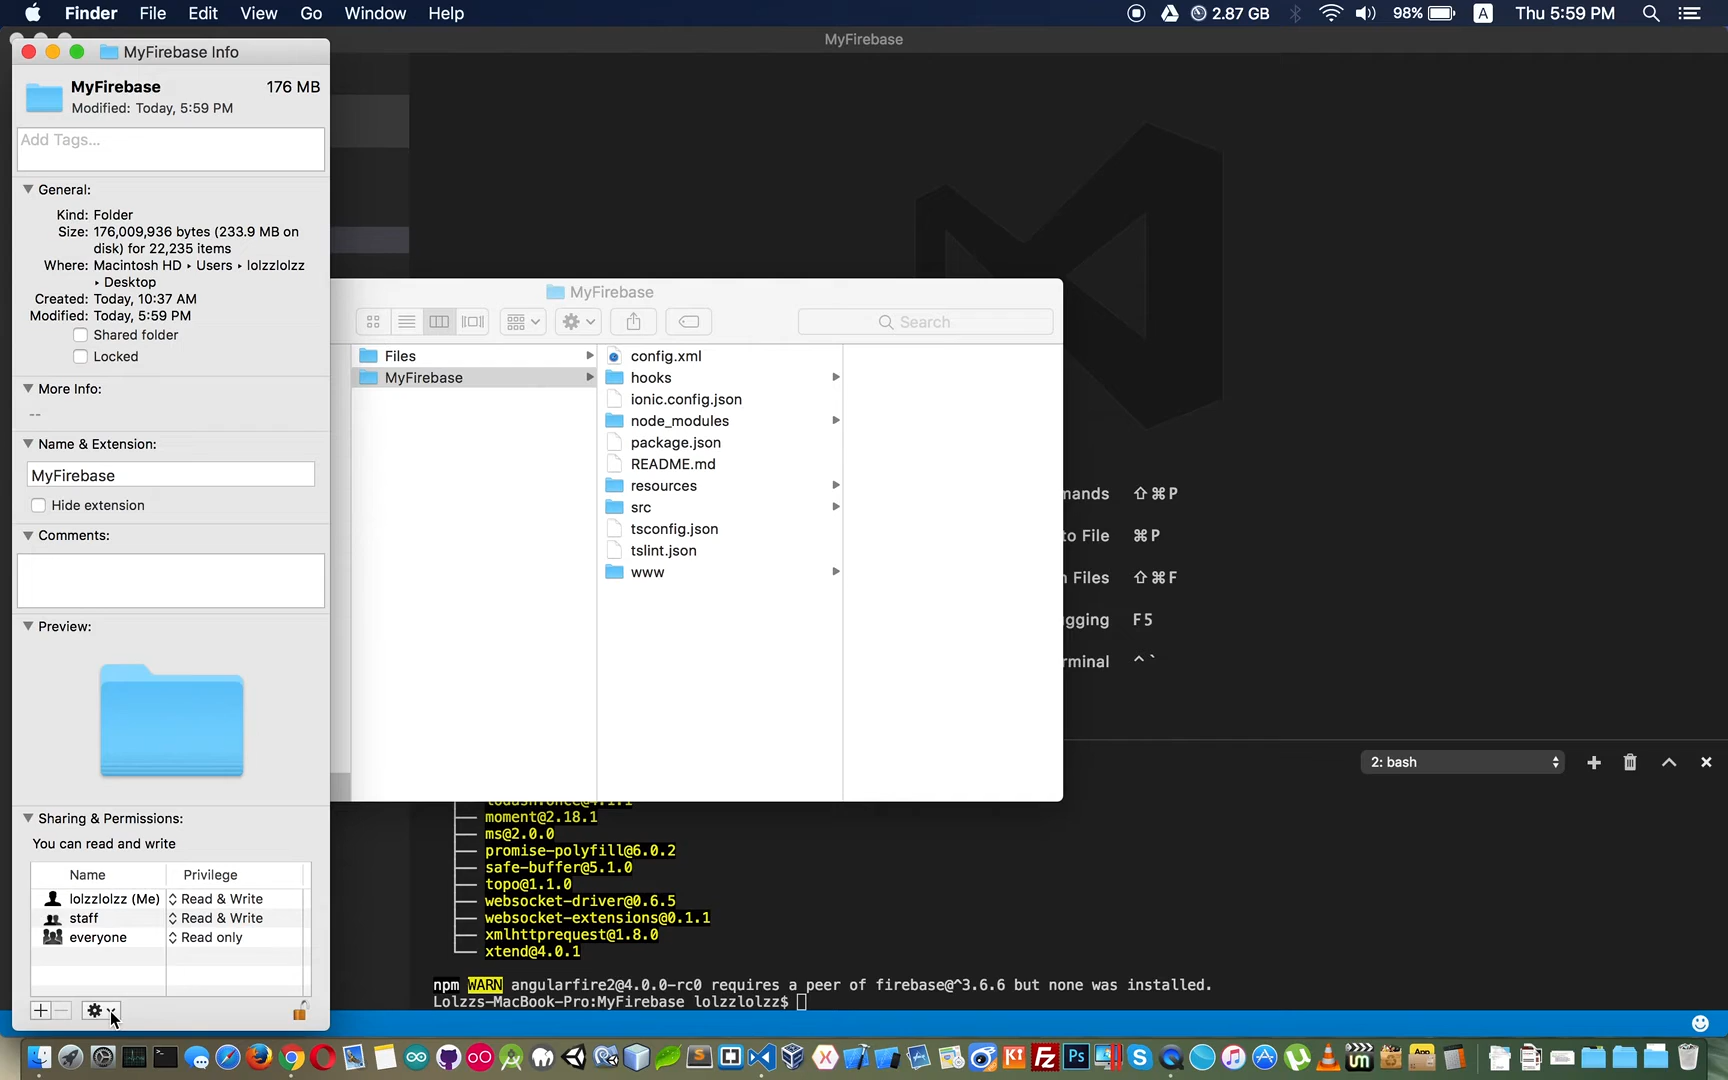 Finder File Edit View Go Window Help
2.87 GB 98% A Thu 5:59 PM
MyFirebase
MyFirebase Info
MyFirebase 176 MB
Modified: Today, 5:59 PM
Add Tags...
General:
Kind: Folder
Size: 176,009,936 bytes (233.9 MB on
disk) for 22,235 items
Where: Macintosh HD ▸ Users ▸ lolzzlolzz
▸ Desktop
Created: Today, 10:37 AM
Modified: Today, 5:59 PM
Shared folder
Locked
More Info:
--
Name & Extension:
MyFirebase
Hide extension
Comments:
Preview:
Sharing & Permissions:
You can read and write
Name Privilege
lolzzlolzz (Me) Read & Write
staff Read & Write
everyone Read only
MyFirebase
Search
Files
MyFirebase
config.xml
hooks
ionic.config.json
node_modules
package.json
README.md
resources
src
tsconfig.json
tslint.json
www
mands ⇧⌘P
to File ⌘P
n Files ⇧⌘F
gging F5
rminal ^`
2: bash
lodash.once@4.1.1
moment@2.18.1
ms@2.0.0
promise-polyfill@6.0.2
safe-buffer@5.1.0
topo@1.1.0
websocket-driver@0.6.5
websocket-extensions@0.1.1
xmlhttprequest@1.8.0
xtend@4.0.1
npm WARN angularfire2@4.0.0-rc0 requires a peer of firebase@^3.6.6 but none was installed.
Lolzzs-MacBook-Pro:MyFirebase lolzzlolzz$